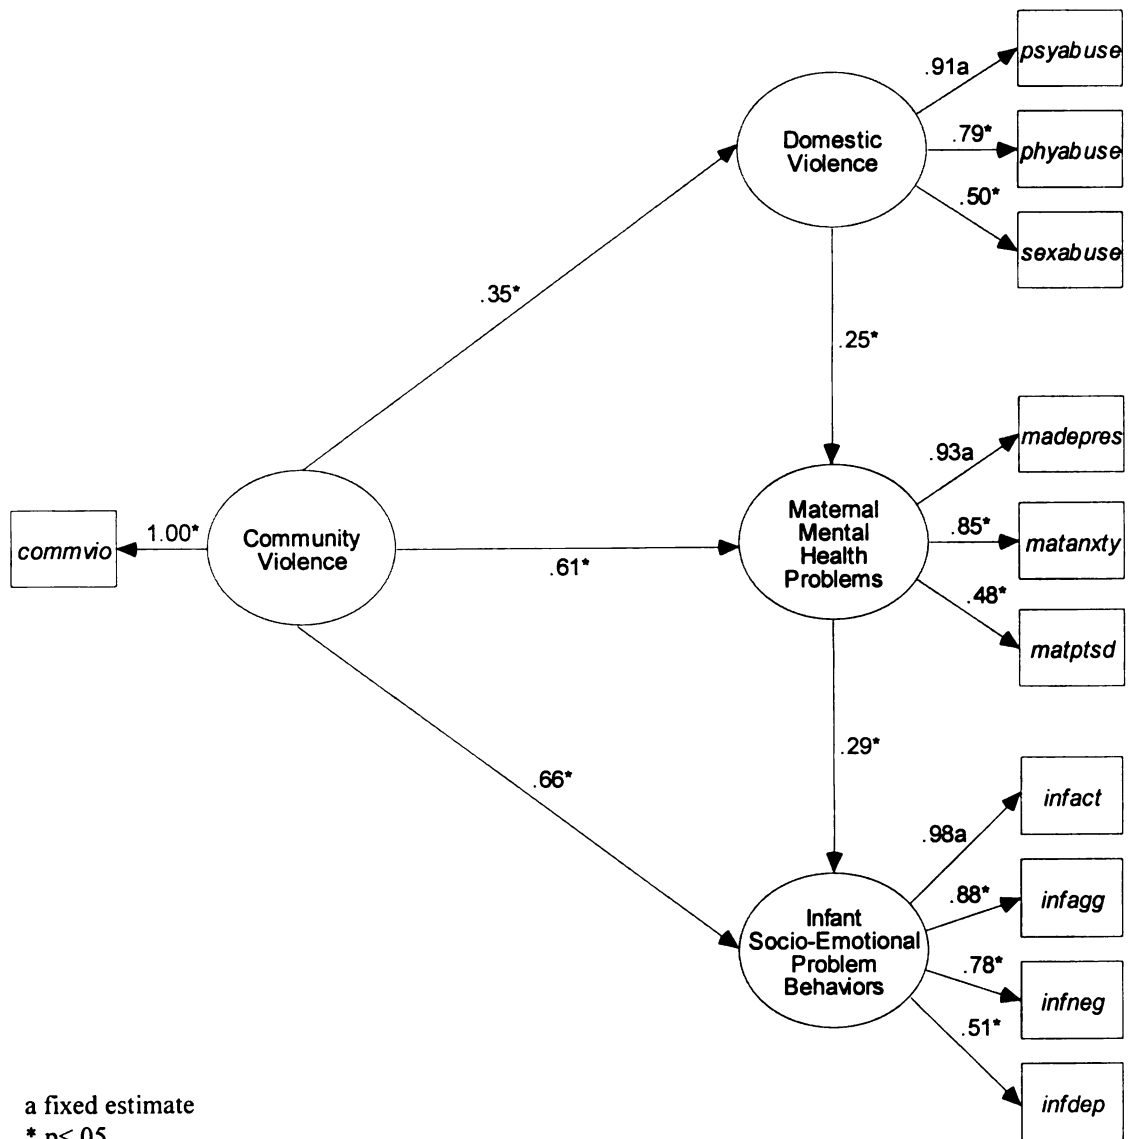 psyabuse
.91a
Domestic
Violence
.79*
phyabuse
.50*
sexabuse
.35*
.25*
madepres
.93a
Maternal
Mental
Health
Problems
.85*
matanxty
.48*
matptsd
commvio
1.00*
Community
Violence
.61*
.29*
.66*
infact
.98a
infagg
.88*
Infant
Socio-Emotional
Problem
Behaviors
.78*
infneg
.51*
infdep
a fixed estimate
* p<.05